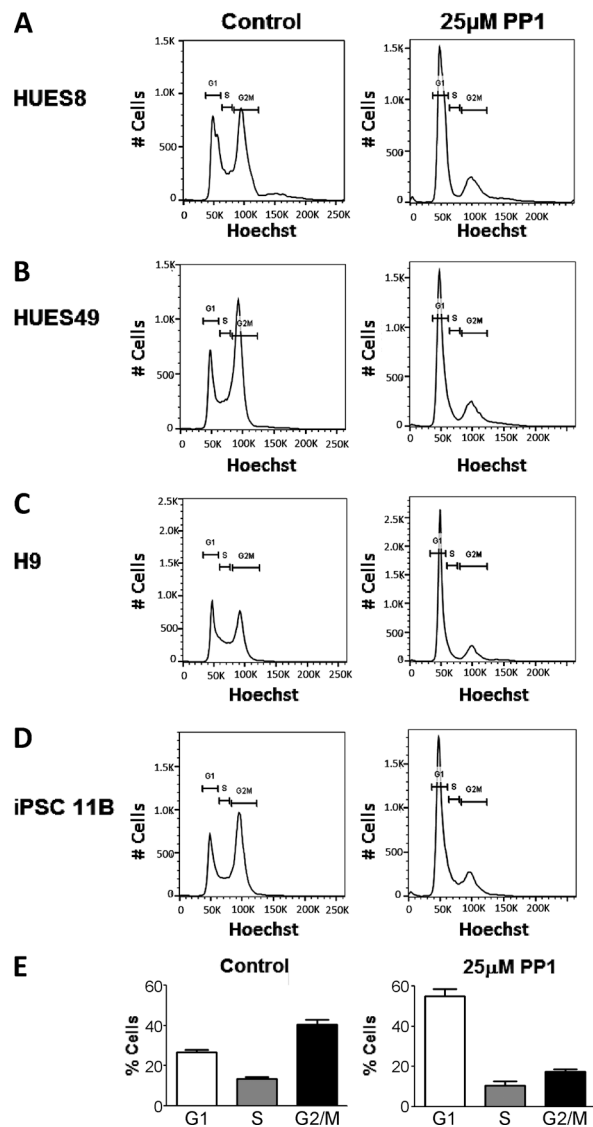 A Control 25μM PP1
HUES8
# Cells # Cells
1.5K 1.5K
1.0K 1.0K
500 500
0 0
G1 S G2M G1 S G2M
0 50K 100K 150K 200K 250K 0 50K 100K 150K 200K
Hoechst Hoechst
B
HUES49
# Cells # Cells
1.5K 1.5K
1.0K 1.0K
500 500
0 0
G1 S G2M G1 S G2M
0 50K 100K 150K 200K 250K 0 50K 100K 150K 200K
Hoechst Hoechst
C
H9
# Cells # Cells
2.5K 2.5K
2.0K 2.0K
1.5K 1.5K
1.0K 1.0K
500 500
0 0
G1 S G2M G1 S G2M
0 50K 100K 150K 200K 250K 0 50K 100K 150K 200K
Hoechst Hoechst
D
iPSC 11B
# Cells # Cells
1.5K 1.5K
1.0K 1.0K
500 500
0 0
G1 S G2M G1 S G2M
0 50K 100K 150K 200K 250K 0 50K 100K 150K 200K
Hoechst Hoechst
E Control 25μM PP1
% Cells % Cells
60 60
40 40
20 20
0 0
G1 S G2/M G1 S G2/M